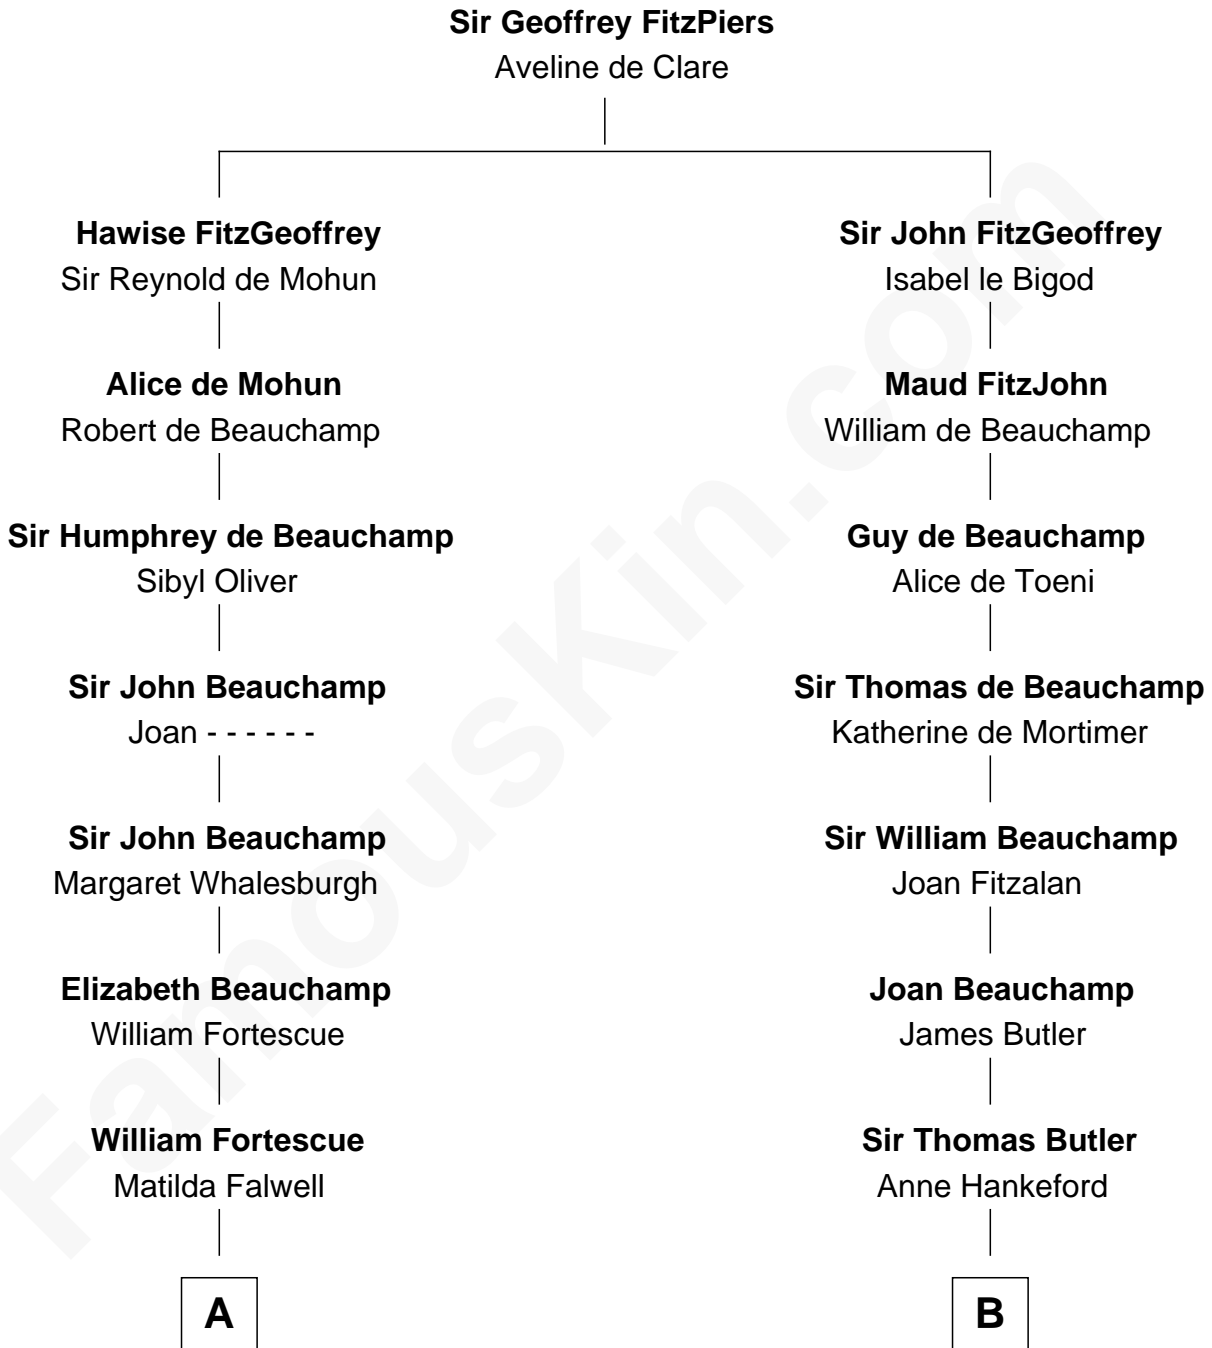 Sir Geoffrey FitzPiers
Aveline de Clare
Hawise FitzGeoffrey
Sir Reynold de Mohun
Alice de Mohun
Robert de Beauchamp
Sir Humphrey de Beauchamp
Sibyl Oliver
Sir John Beauchamp
Joan - - - - - -
Sir John Beauchamp
Margaret Whalesburgh
Elizabeth Beauchamp
William Fortescue
William Fortescue
Matilda Falwell
A
Sir John FitzGeoffrey
Isabel le Bigod
Maud FitzJohn
William de Beauchamp
Guy de Beauchamp
Alice de Toeni
Sir Thomas de Beauchamp
Katherine de Mortimer
Sir William Beauchamp
Joan Fitzalan
Joan Beauchamp
James Butler
Sir Thomas Butler
Anne Hankeford
B
FamousKin.com